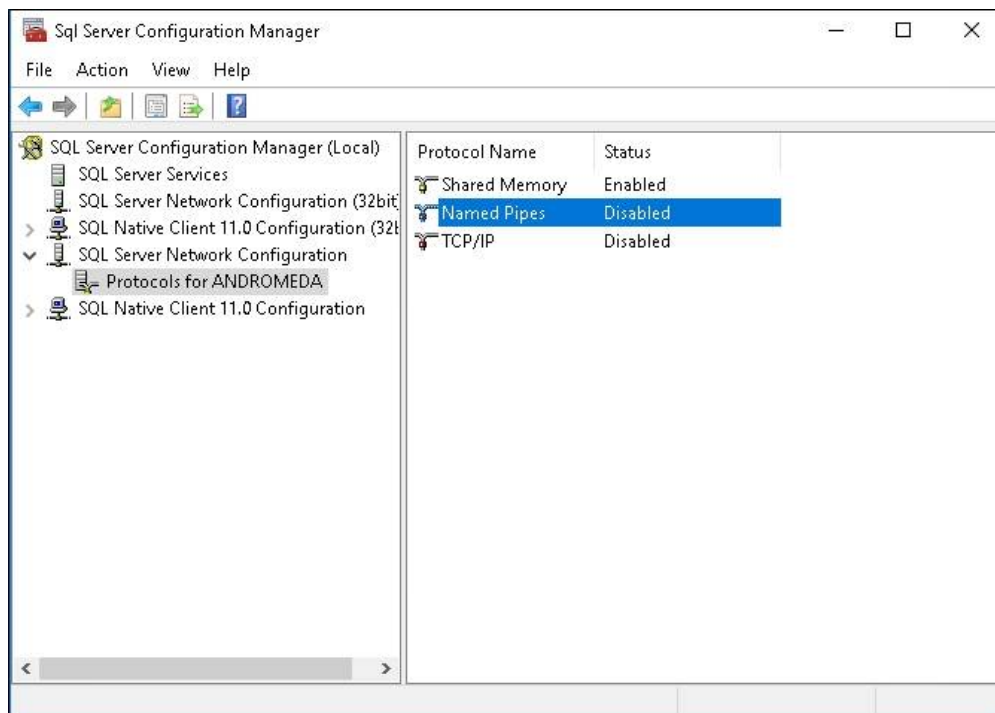 Sql Server Configuration Manager
File Action View Help
SQL Server Configuration Manager (Local)
SQL Server Services
SQL Server Network Configuration (32bit
SQL Native Client 11.0 Configuration (32b
SQL Server Network Configuration
Protocols for ANDROMEDA
SQL Native Client 11.0 Configuration
Protocol Name Status
Shared Memory Enabled
Named Pipes Disabled
TCP/IP Disabled